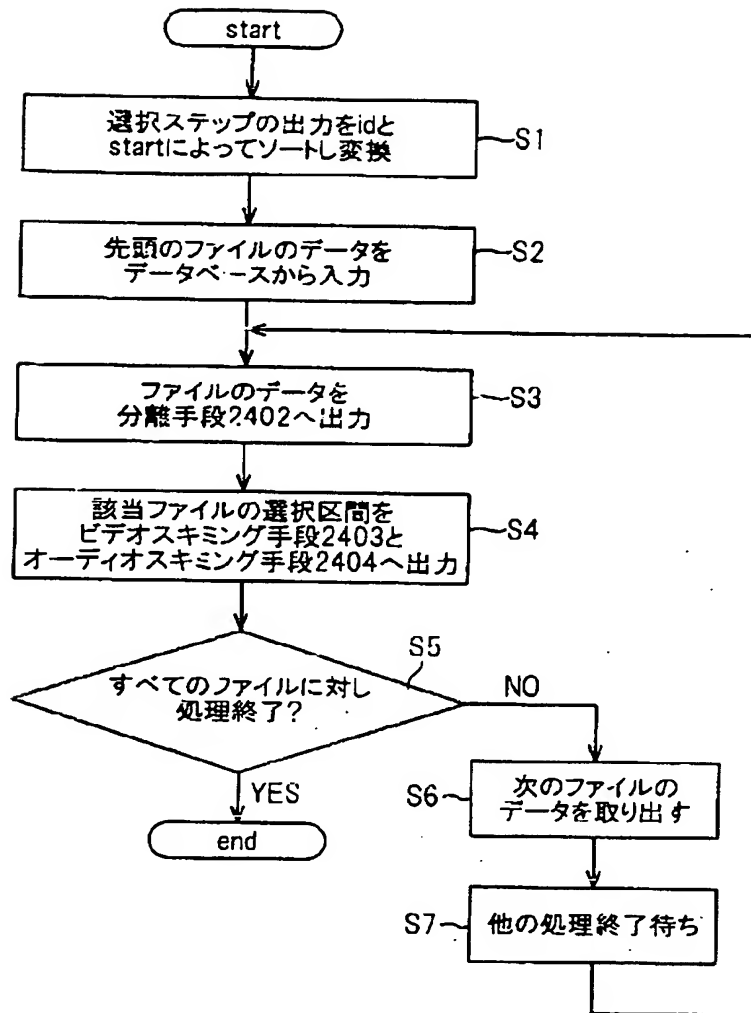 start
選択ステップの出力をidと
startによってソートし変換
S1
先頭のファイルのデータを
データベースから入力
S2
ファイルのデータを
分離手段2402へ出力
S3
該当ファイルの選択区間を
ビデオスキミング手段2403と
オーディオスキミング手段2404へ出力
S4
すべてのファイルに対し
処理終了?
S5
NO
YES
end
S6
次のファイルの
データを取り出す
S7
他の処理終了待ち